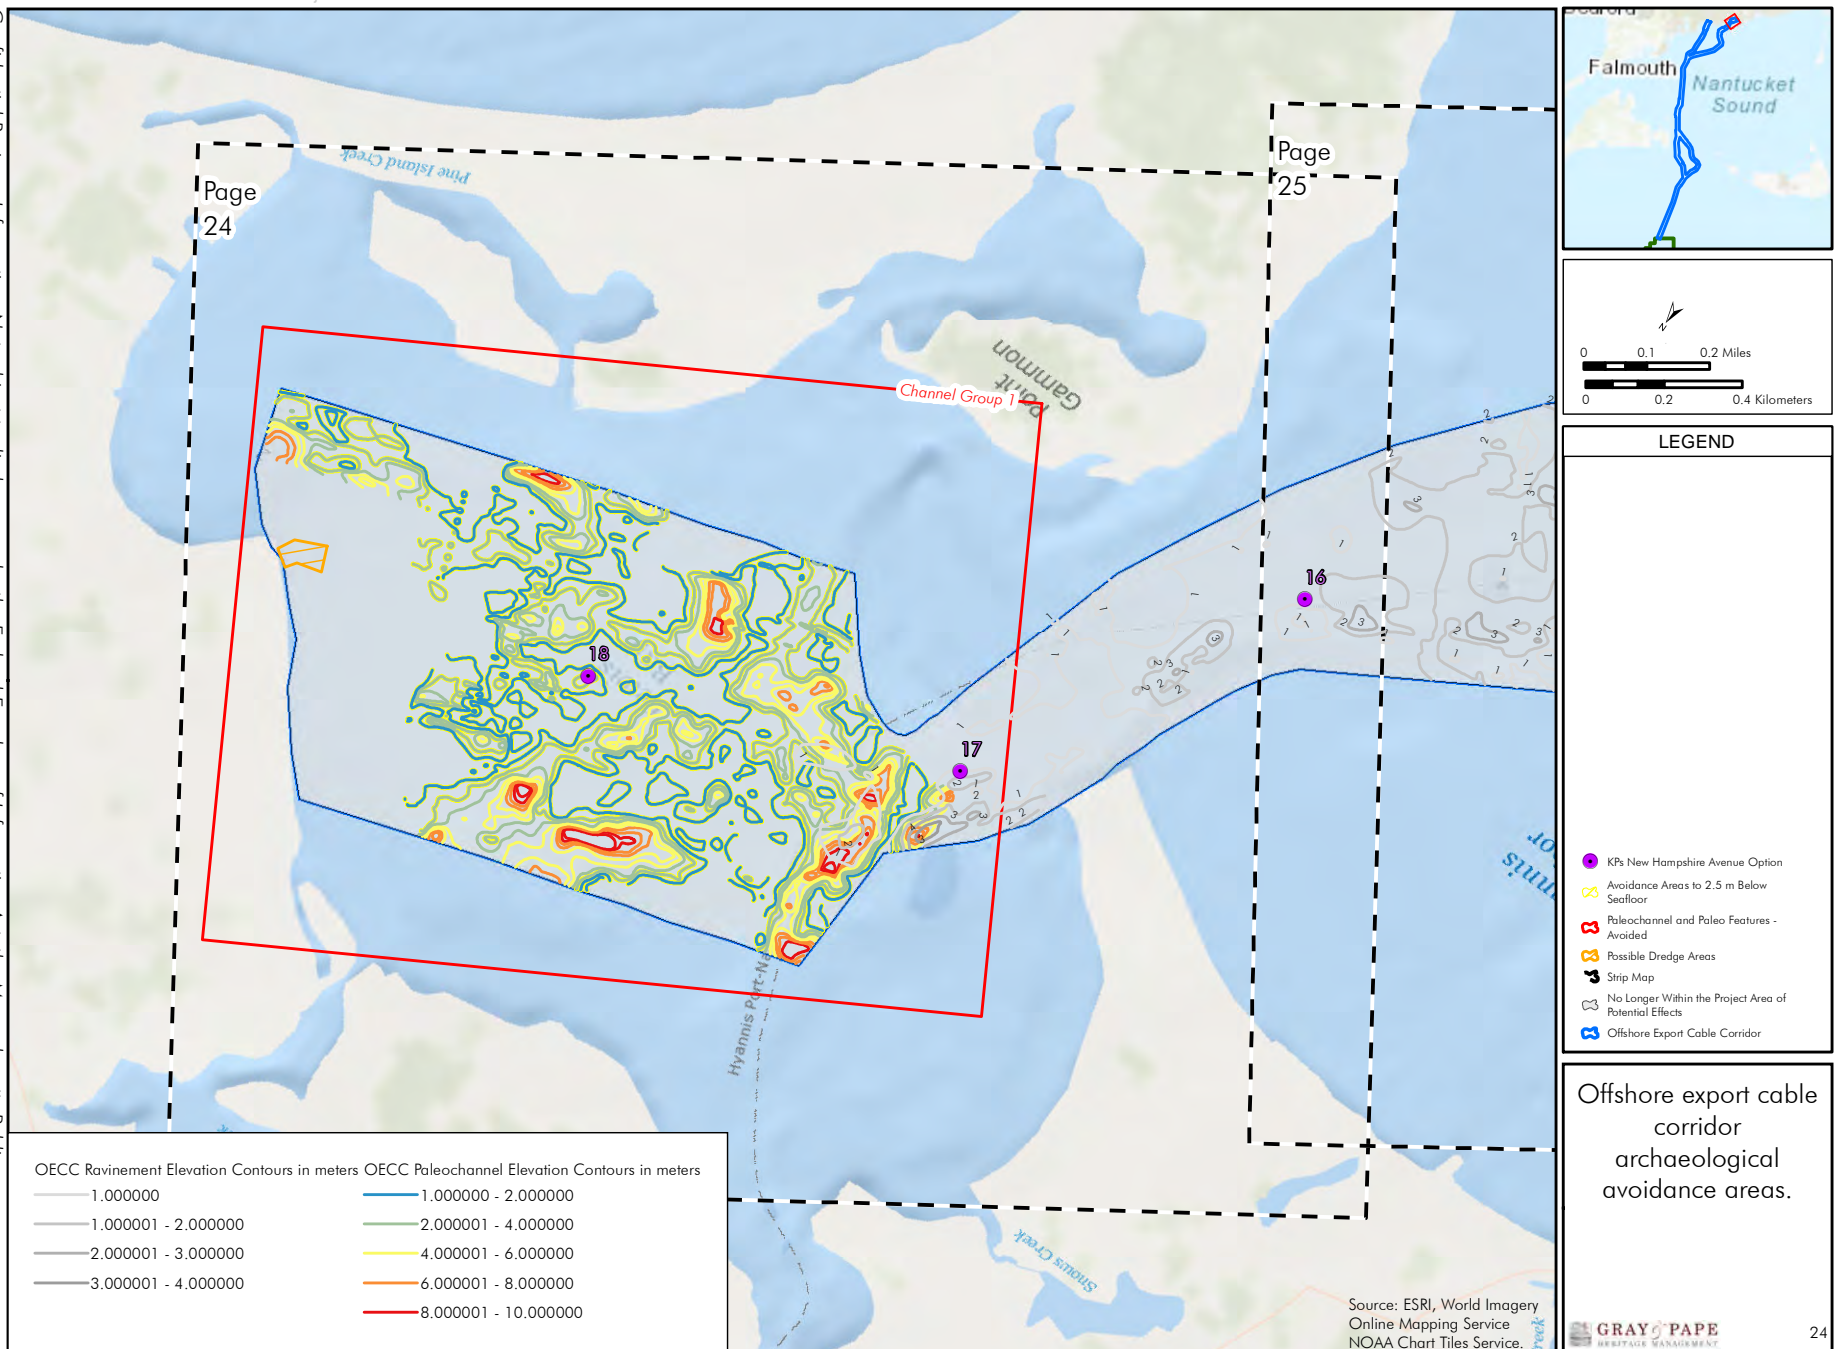 Pine Island Creek
Page
24
Page
25
Point
Gammon
Channel Group 1
16
17
18
Hyannis Port-Na
Snows Creek
Falmouth
Nantucket
Sound
N
0 0.1 0.2 Miles
0 0.2 0.4 Kilometers
LEGEND
KPs New Hampshire Avenue Option
Avoidance Areas to 2.5 m Below
Seafloor
Paleochannel and Paleo Features -
Avoided
Possible Dredge Areas
Strip Map
No Longer Within the Project Area of
Potential Effects
Offshore Export Cable Corridor
Offshore export cable
corridor
archaeological
avoidance areas.
OECC Ravinement Elevation Contours in meters
1.000000
1.000001 - 2.000000
2.000001 - 3.000000
3.000001 - 4.000000
OECC Paleochannel Elevation Contours in meters
1.000000 - 2.000000
2.000001 - 4.000000
4.000001 - 6.000000
6.000001 - 8.000000
8.000001 - 10.000000
Source: ESRI, World Imagery
Online Mapping Service
NOAA Chart Tiles Service.
GRAY & PAPE
HERITAGE MANAGEMENT
24